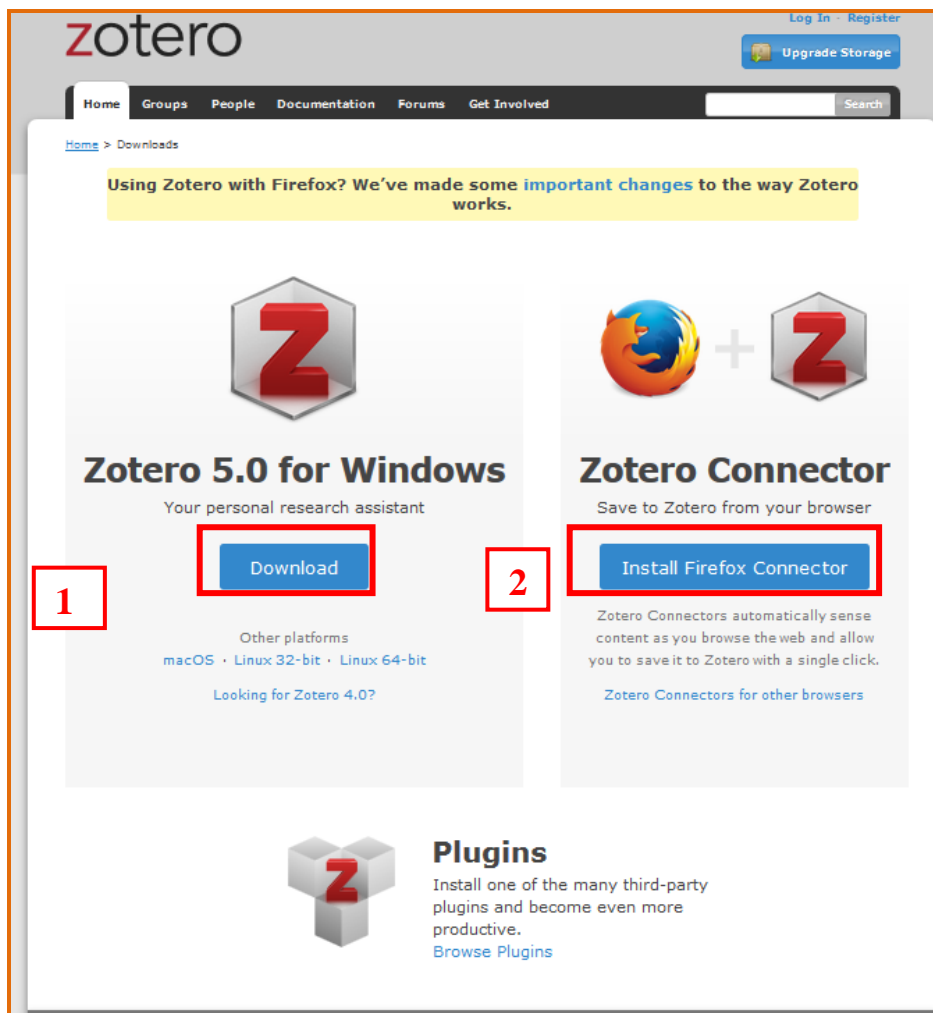 zotero
Log In · Register
Upgrade Storage
Home Groups People Documentation Forums Get Involved
Search
Home > Downloads
Using Zotero with Firefox? We've made some important changes to the way Zotero
works.
Z
+
Z
Zotero 5.0 for Windows
Your personal research assistant
Download
1
Other platforms
macOS · Linux 32-bit · Linux 64-bit
Looking for Zotero 4.0?
Zotero Connector
Save to Zotero from your browser
2
Install Firefox Connector
Zotero Connectors automatically sense
content as you browse the web and allow
you to save it to Zotero with a single click.
Zotero Connectors for other browsers
Z
Plugins
Install one of the many third-party
plugins and become even more
productive.
Browse Plugins